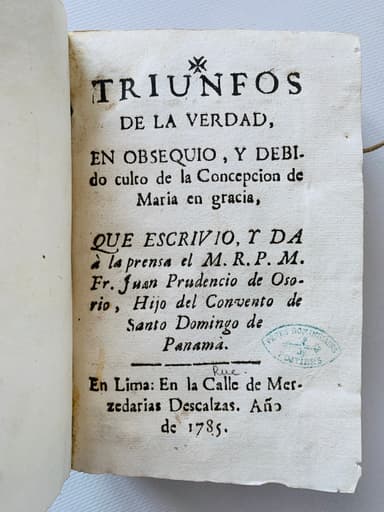 TRIUNFOS
DE LA VERDAD,
EN OBSEQUIO, Y DEBI-
do culto de la Concepcion de
Maria en gracia,
QUE ESCRIVIO, Y DA
à la prensa el M. R. P. M.
Fr. Juan Prudencio de Oso-
rio, Hijo del Convento de
Santo Domingo de
Panamá.
En Lima: En la Calle de Mer-
zedarias Descalzas. Año
de 1785.